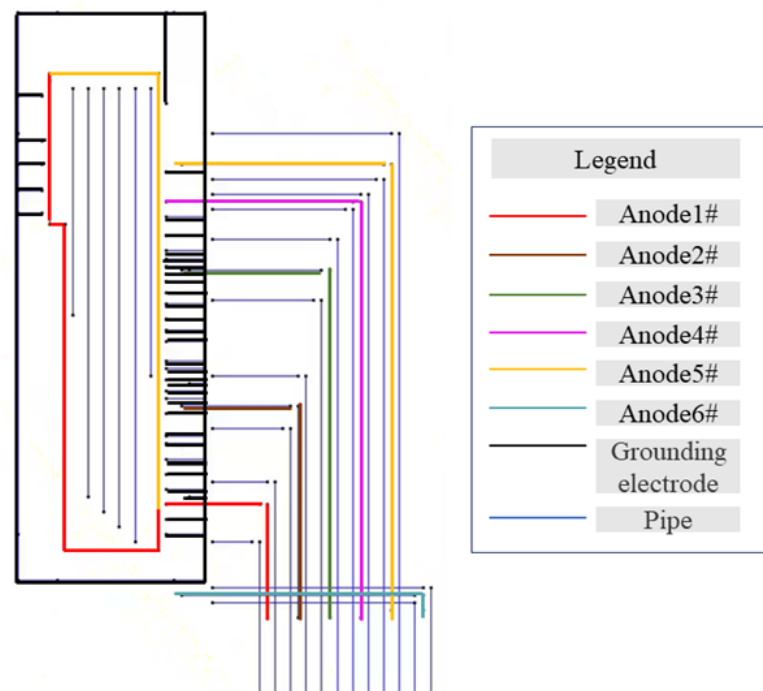 Legend
Anode1#
Anode2#
Anode3#
Anode4#
Anode5#
Anode6#
Grounding
electrode
Pipe